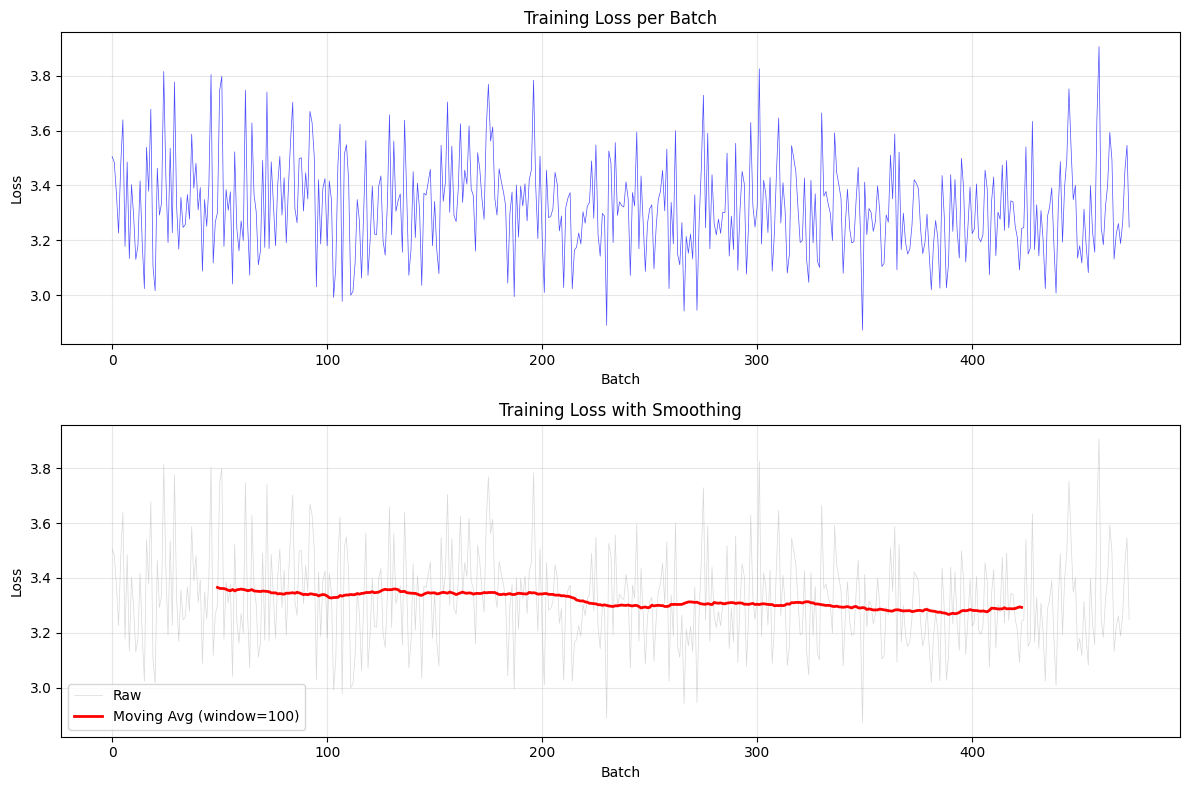 Training Loss per Batch
3.8
3.6
3.4
3.2
3.0
Loss
0 100 200 300 400
Batch
Training Loss with Smoothing
3.8
3.6
3.4
3.2
3.0
Loss
Raw
Moving Avg (window=100)
0 100 200 300 400
Batch